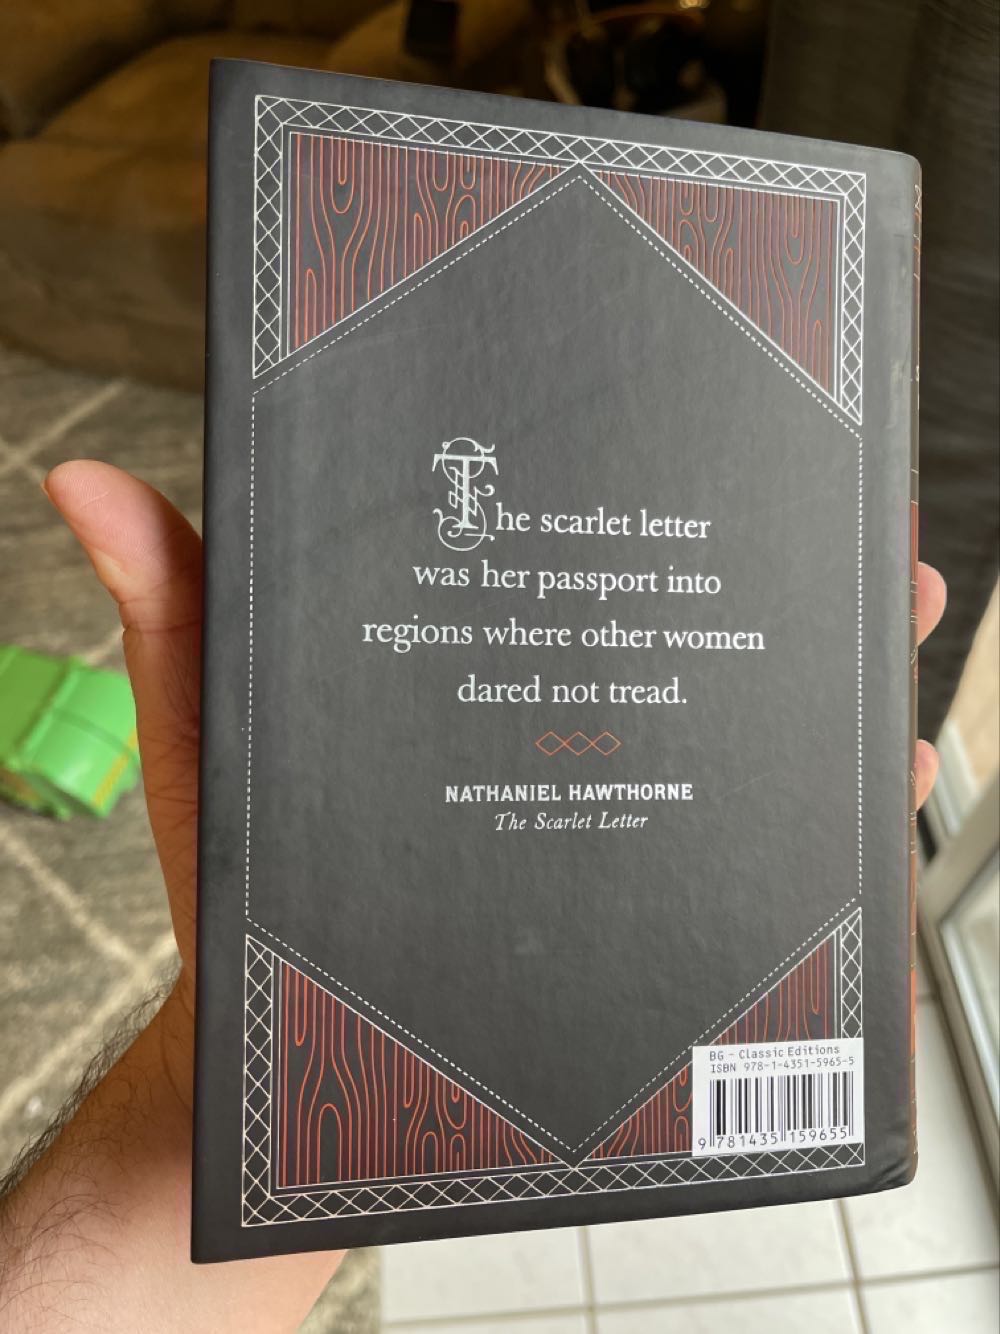 The scarlet letter
was her passport into
regions where other women
dared not tread.
NATHANIEL HAWTHORNE
The Scarlet Letter
BG - Classic Editions
ISBN 978-1-4351-5965-5
9 781435 159655